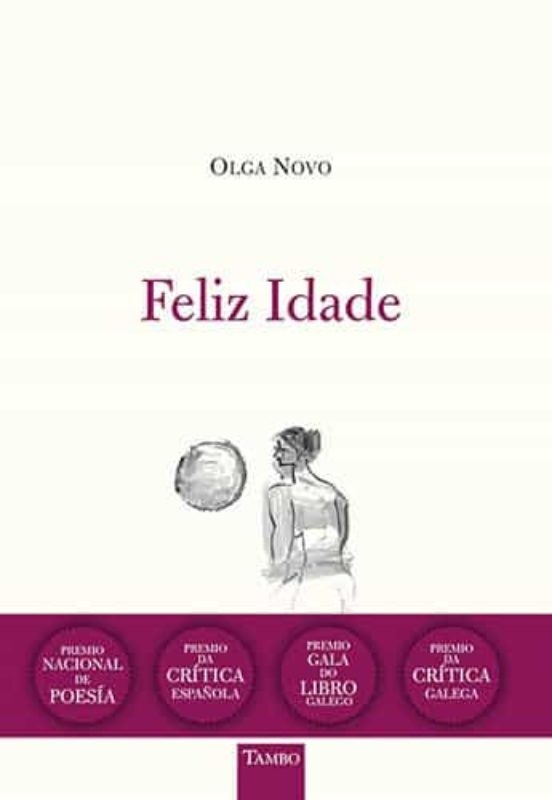 OLGA NOVO
Feliz Idade
PREMIO
NACIONAL
DE
POESÍA
PREMIO
DA
CRÍTICA
ESPAÑOLA
PREMIO
GALA
DO
LIBRO
GALEGO
PREMIO
DA
CRÍTICA
GALEGA
TAMBO